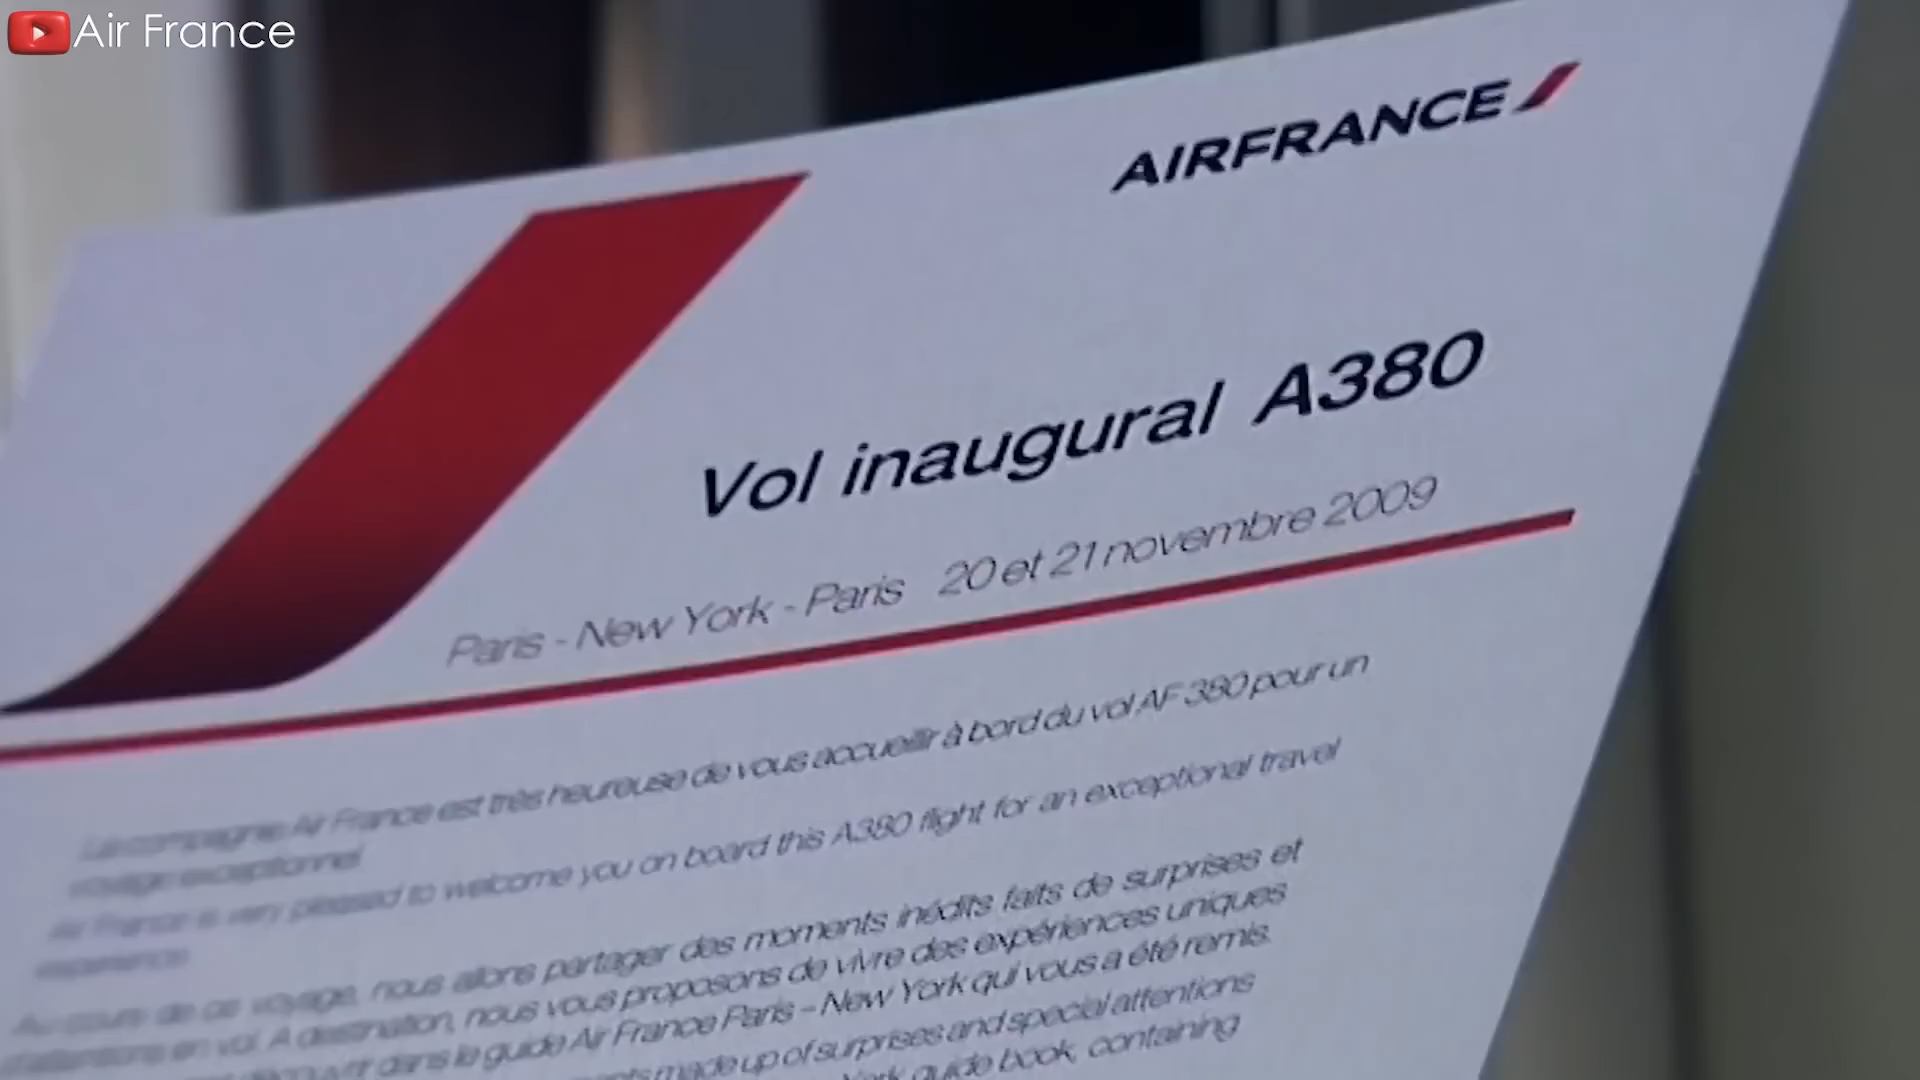 Air France
AIRFRANCE
Vol inaugural A380
Paris - New York - Paris 20 et 21 novembre 2009
La compagnie Air France est très heureuse de vous accueillir à bord du vol AF 380 pour un
voyage exceptionnel
Air France is very pleased to welcome you on board this A380 flight for an exceptional travel
experience
Au cours de ce voyage, nous allons partager des moments inédits faits de surprises et
d'attentions en vol. A destination, nous vous proposons de vivre des expériences uniques
dans le guide Air France Paris - New York qui vous a été remis.
made up of surprises and special attentions
York guide book, containing